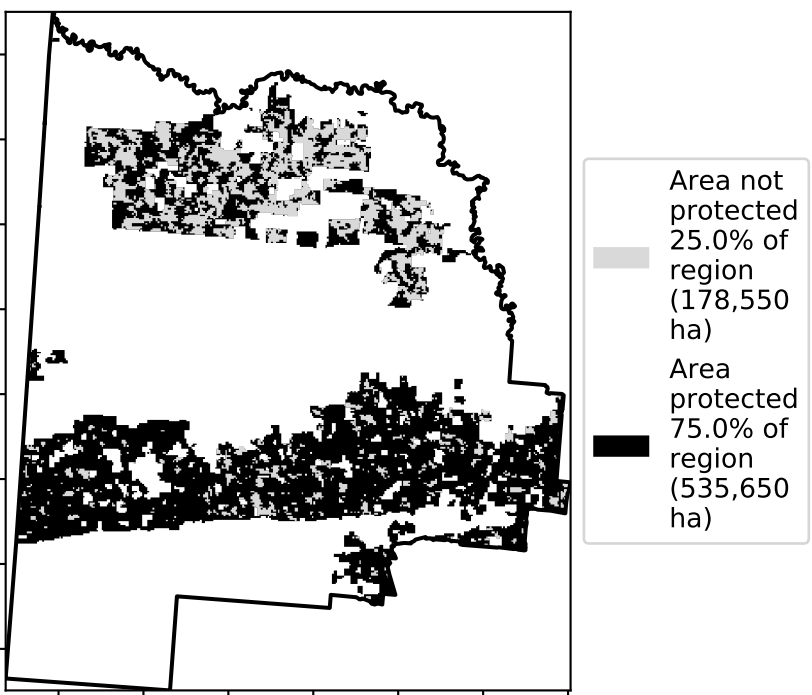 Area not
protected
25.0% of
region
(178,550
ha)
Area
protected
75.0% of
region
(535,650
ha)